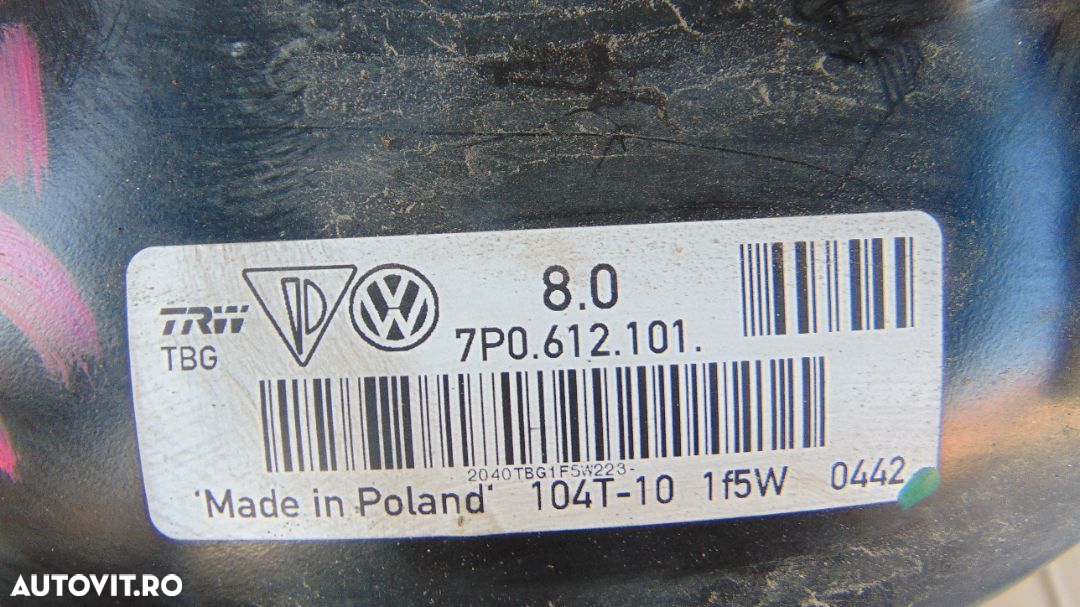 8.0
TRW
TBG
7P0.612.101.
2040TBG1F5W223-
'Made in Poland' 104T-10 1f5W 0442
AUTOVIT.RO